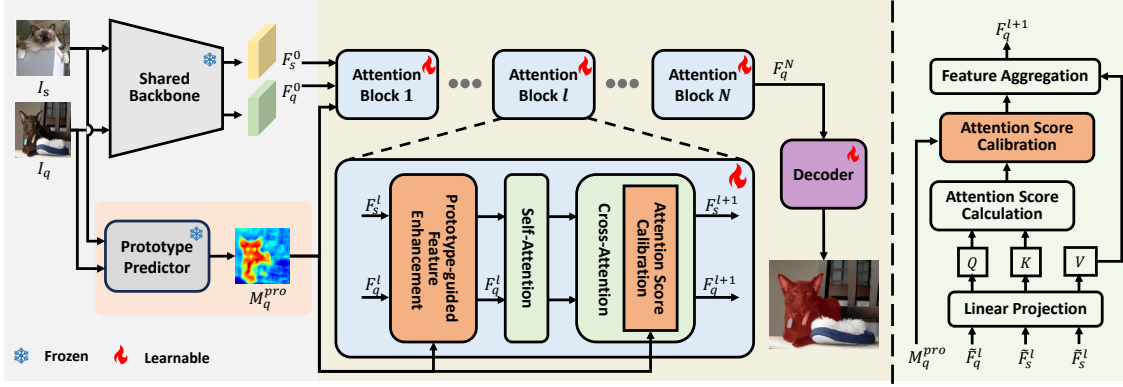 I_s
I_q
Shared
Backbone
F_s^0
F_q^0
Attention
Block 1
Attention
Block l
Attention
Block N
F_q^N
Decoder
Prototype
Predictor
M_q^{pro}
F_s^l
F_q^l
Prototype-guided
Feature
Enhancement
F_q^l
Self-Attention
Cross-Attention
Attention Score
Calibration
F_s^{l+1}
F_q^{l+1}
Frozen
Learnable
F_q^{l+1}
Feature Aggregation
Attention Score
Calibration
Attention Score
Calculation
Q
K
V
Linear Projection
M_q^{pro}
F̃_q^l
F̃_s^l
F̃_s^l